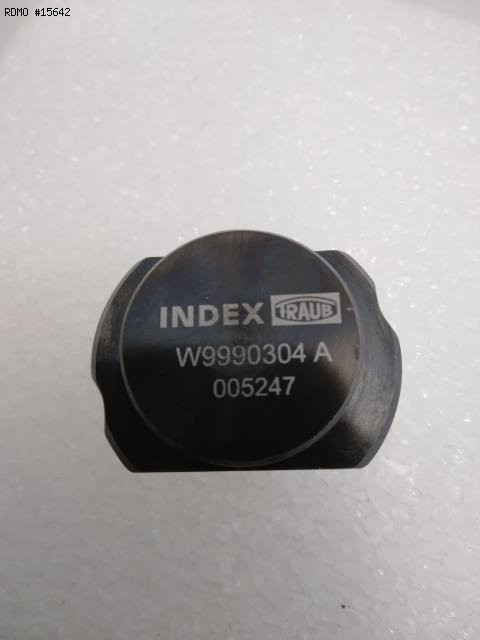 RDMO #15642
INDEX TRAUB
W9990304 A
005247